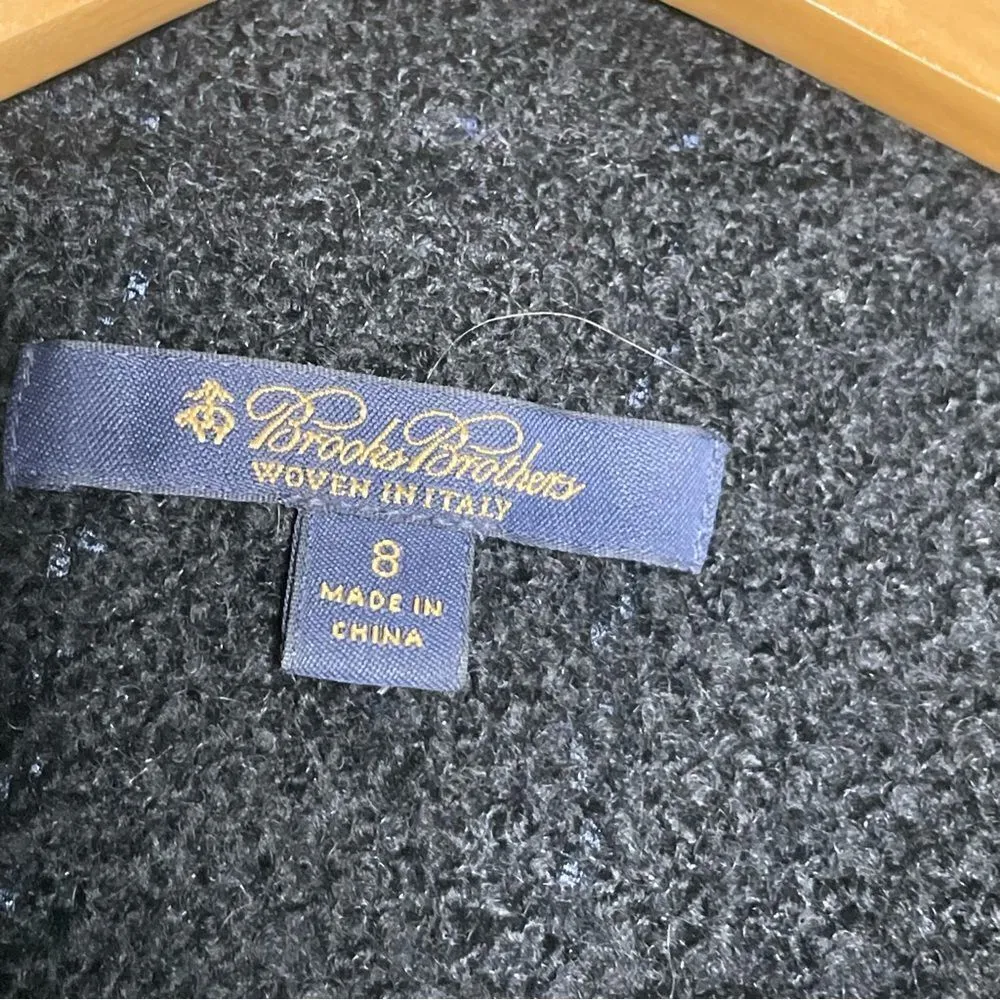 Brooks Brothers
WOVEN IN ITALY
8
MADE IN
CHINA